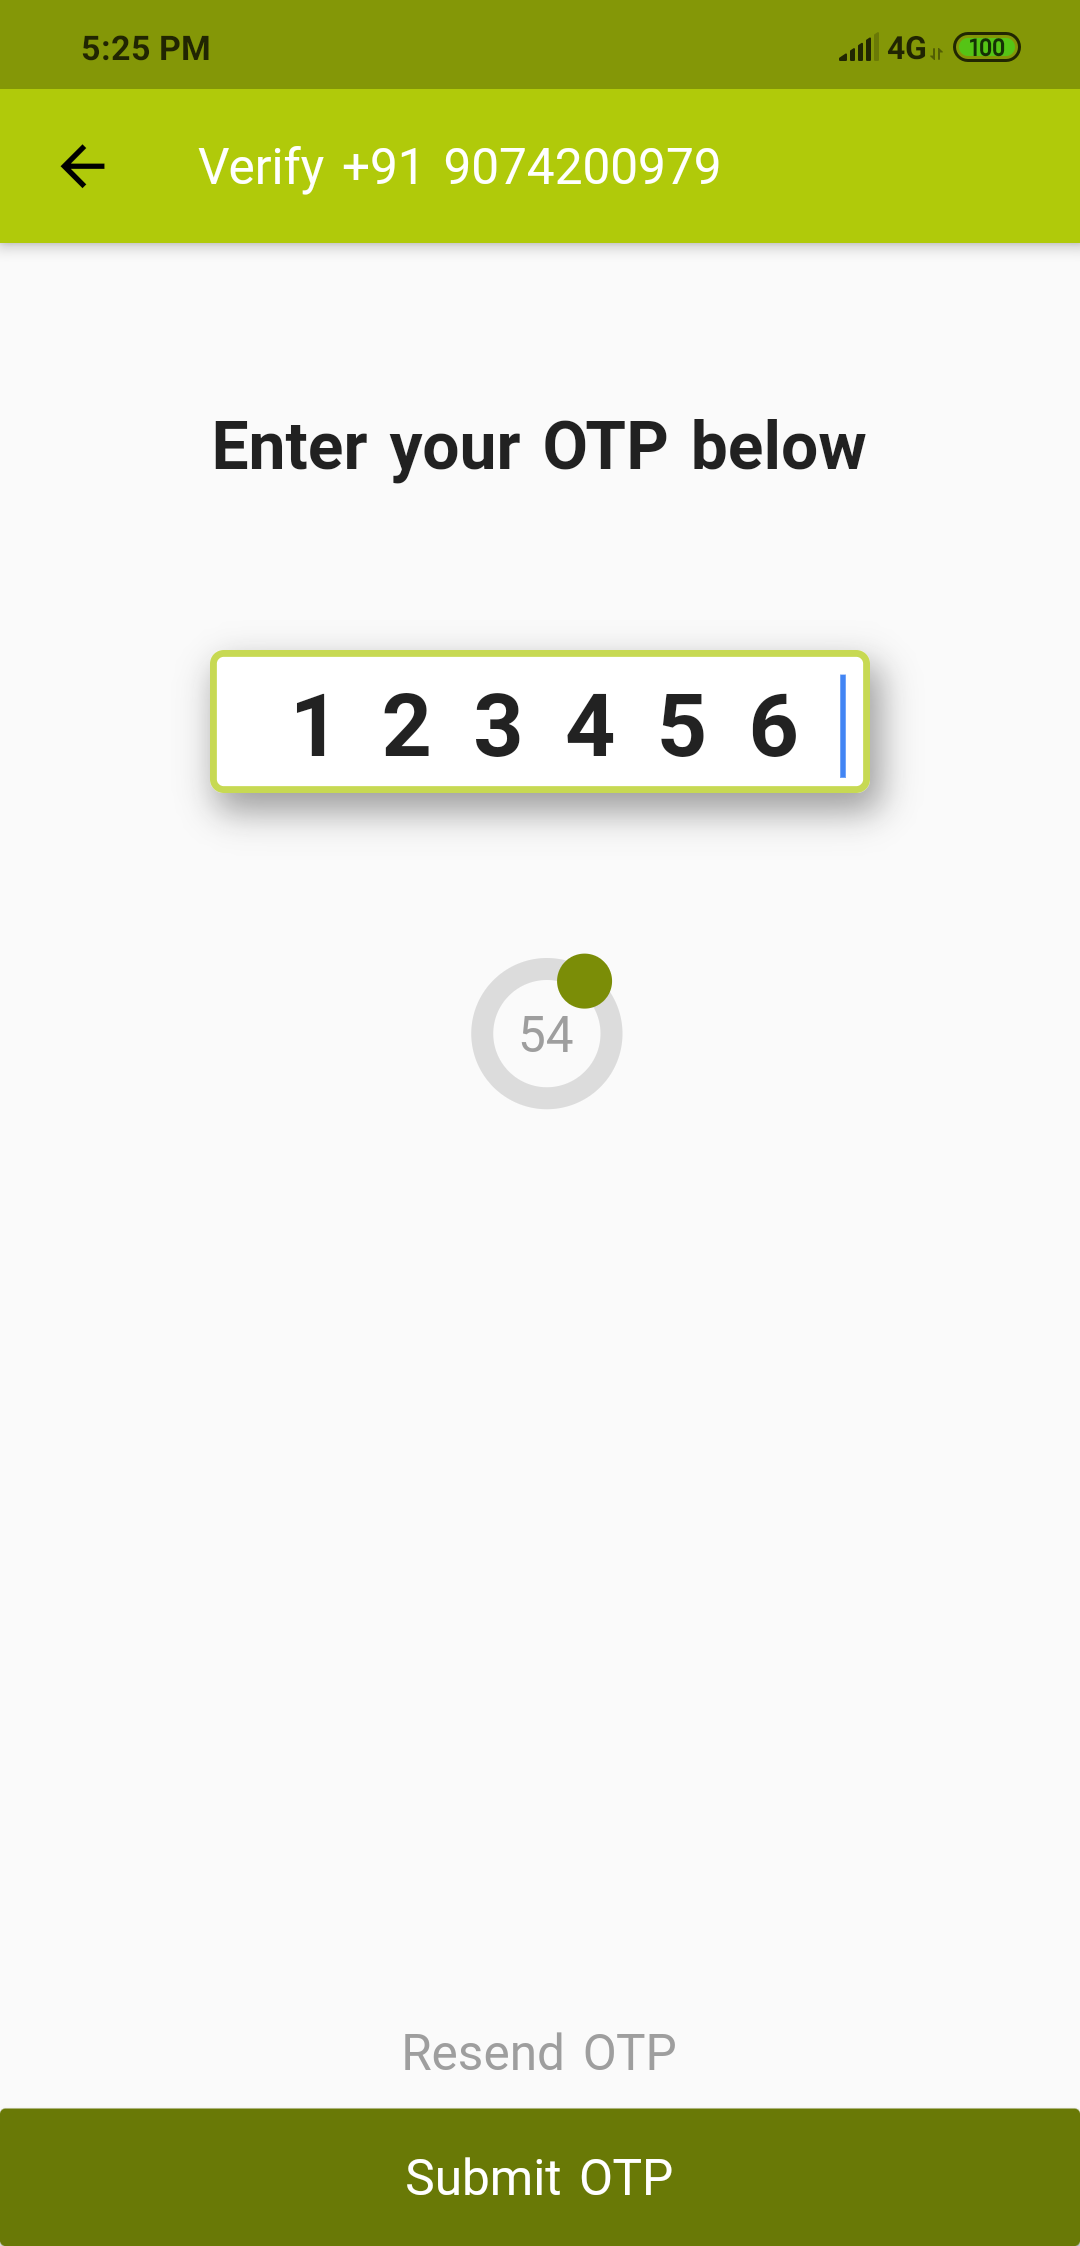 5:25 PM 4G 100
Verify +91 9074200979
Enter your OTP below
1 2 3 4 5 6
54
Resend OTP
Submit OTP